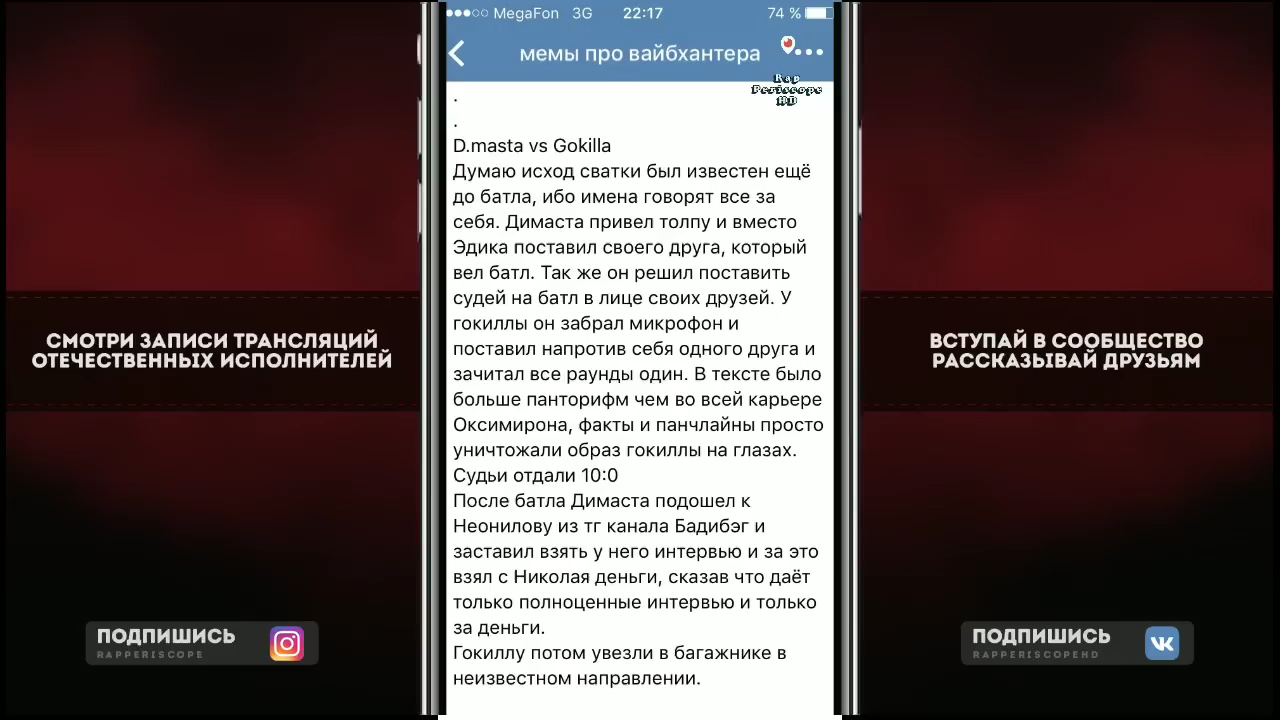 ●●●○○ MegaFon 3G 22:17 74 %
мемы про вайбхантера
Rap
Periscope
HD
.
.
D.masta vs Gokilla
Думаю исход сватки был известен ещё
до батла, ибо имена говорят все за
себя. Димаста привел толпу и вместо
Эдика поставил своего друга, который
вел батл. Так же он решил поставить
судей на батл в лице своих друзей. У
гокиллы он забрал микрофон и
поставил напротив себя одного друга и
зачитал все раунды один. В тексте было
больше панторифм чем во всей карьере
Оксимирона, факты и панчлайны просто
уничтожали образ гокиллы на глазах.
Судьи отдали 10:0
После батла Димаста подошел к
Неонилову из тг канала Бадибэг и
заставил взять у него интервью и за это
взял с Николая деньги, сказав что даёт
только полноценные интервью и только
за деньги.
Гокиллу потом увезли в багажнике в
неизвестном направлении.
СМОТРИ ЗАПИСИ ТРАНСЛЯЦИЙ
ОТЕЧЕСТВЕННЫХ ИСПОЛНИТЕЛЕЙ
ПОДПИШИСЬ
RAPPERISCOPE
ВСТУПАЙ В СООБЩЕСТВО
РАССКАЗЫВАЙ ДРУЗЬЯМ
ПОДПИШИСЬ
RAPPERISCOPEHD